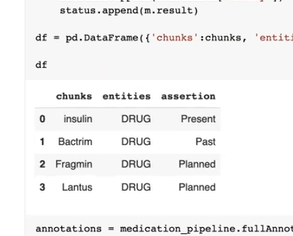 status.append(m.result)
df = pd.DataFrame({'chunks':chunks, 'entiti
df
chunks entities assertion
0 insulin DRUG Present
1 Bactrim DRUG Past
2 Fragmin DRUG Planned
3 Lantus DRUG Planned
annotations = medication_pipeline.fullAnnot